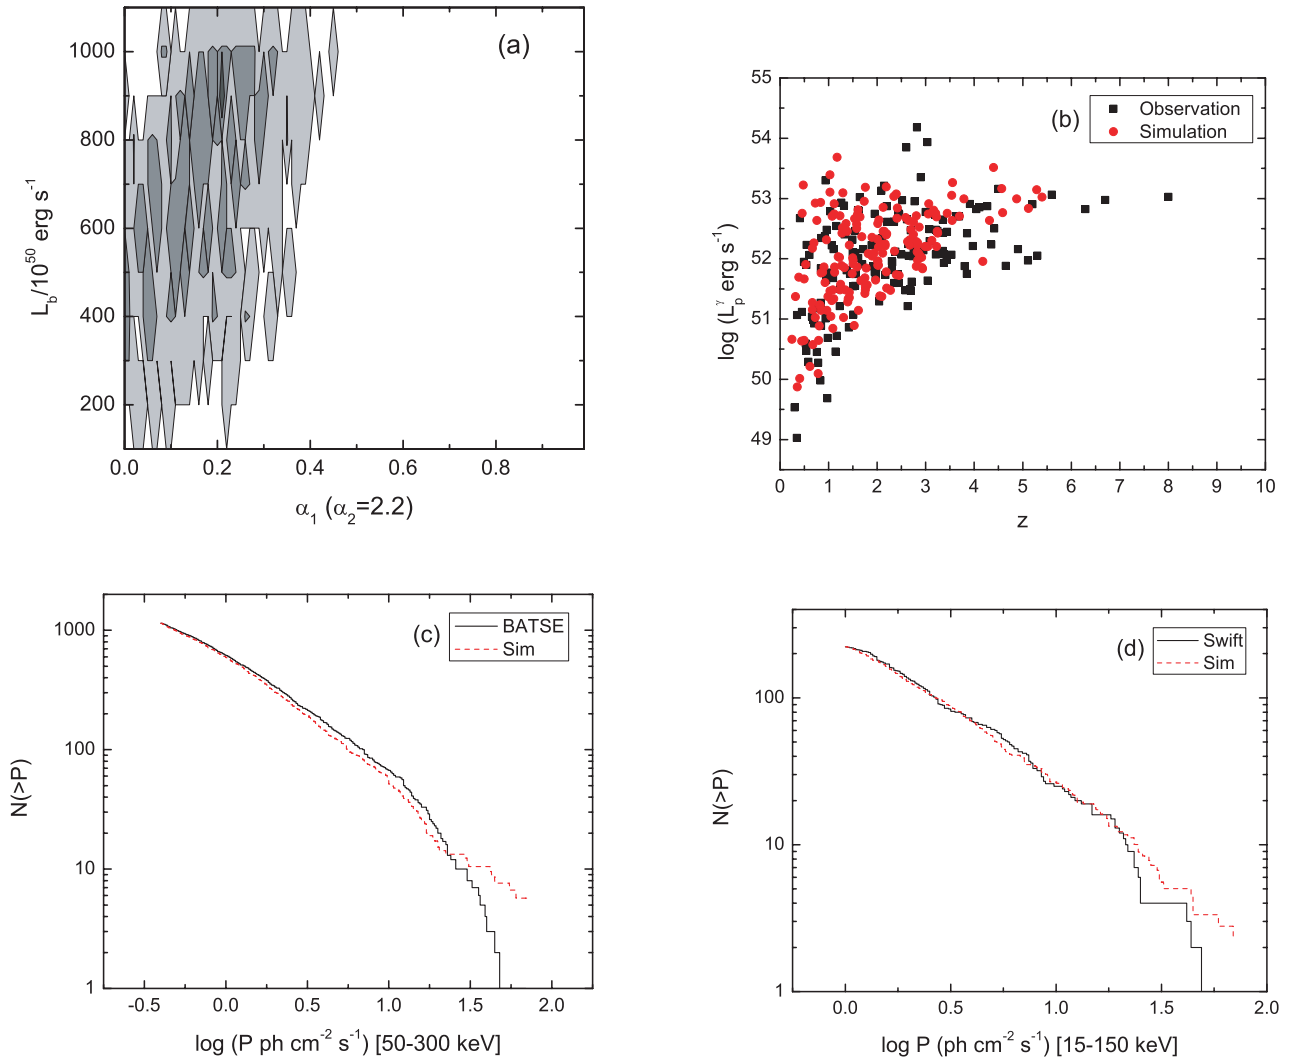 (a)
1000
800
600
400
200
L_b/10^50 erg s^-1
0.0 0.2 0.4 0.6 0.8
α_1 (α_2=2.2)
(b)
Observation
Simulation
55
54
53
52
51
50
49
log (L_p^γ erg s^-1)
0 1 2 3 4 5 6 7 8 9 10
z
(c)
BATSE
Sim
1000
100
10
1
N(>P)
-0.5 0.0 0.5 1.0 1.5 2.0
log (P ph cm^-2 s^-1) [50-300 keV]
(d)
Swift
Sim
100
10
1
N(>P)
0.0 0.5 1.0 1.5 2.0
log P (ph cm^-2 s^-1) [15-150 keV]